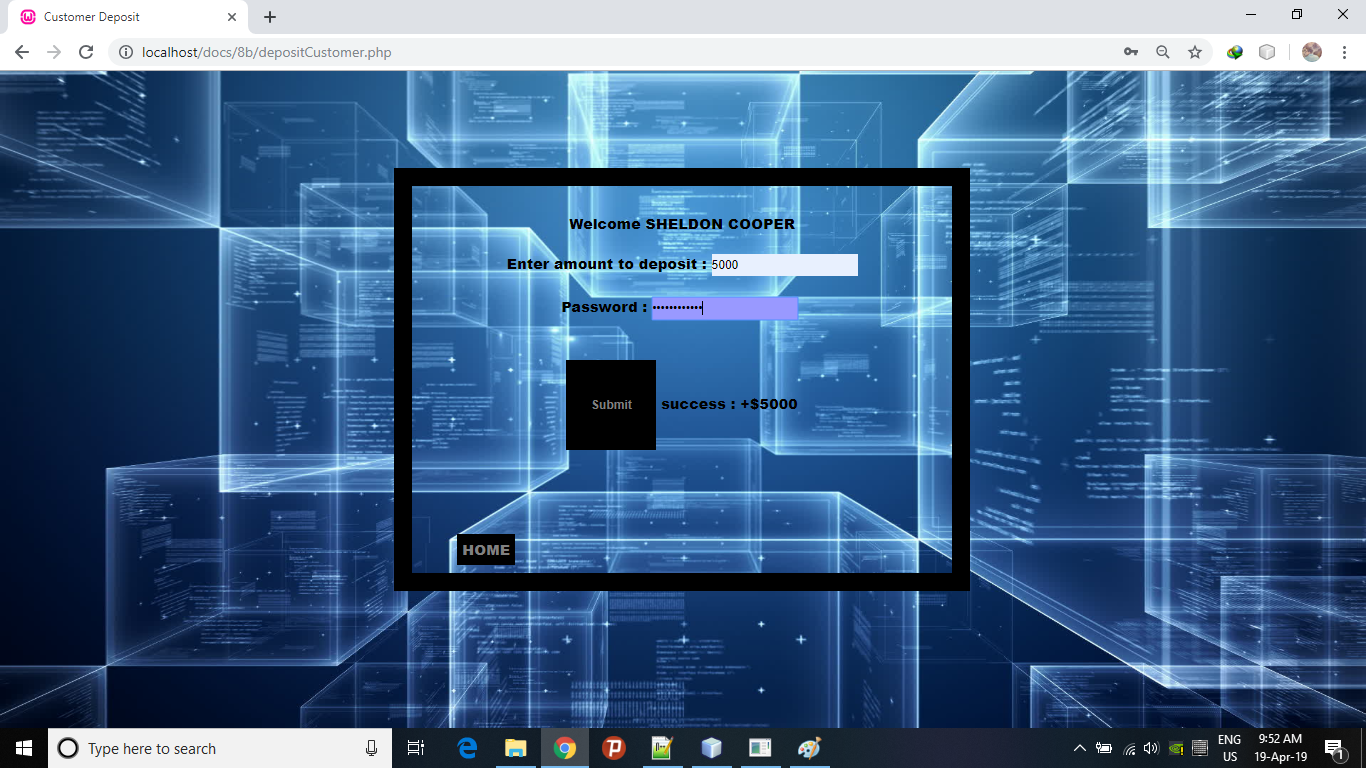 Customer Deposit
localhost/docs/8b/depositCustomer.php
Welcome SHELDON COOPER
Enter amount to deposit : 5000
Password : ••••••••••••
Submit success : +$5000
HOME
Type here to search
ENG
US
9:52 AM
19-Apr-19
1